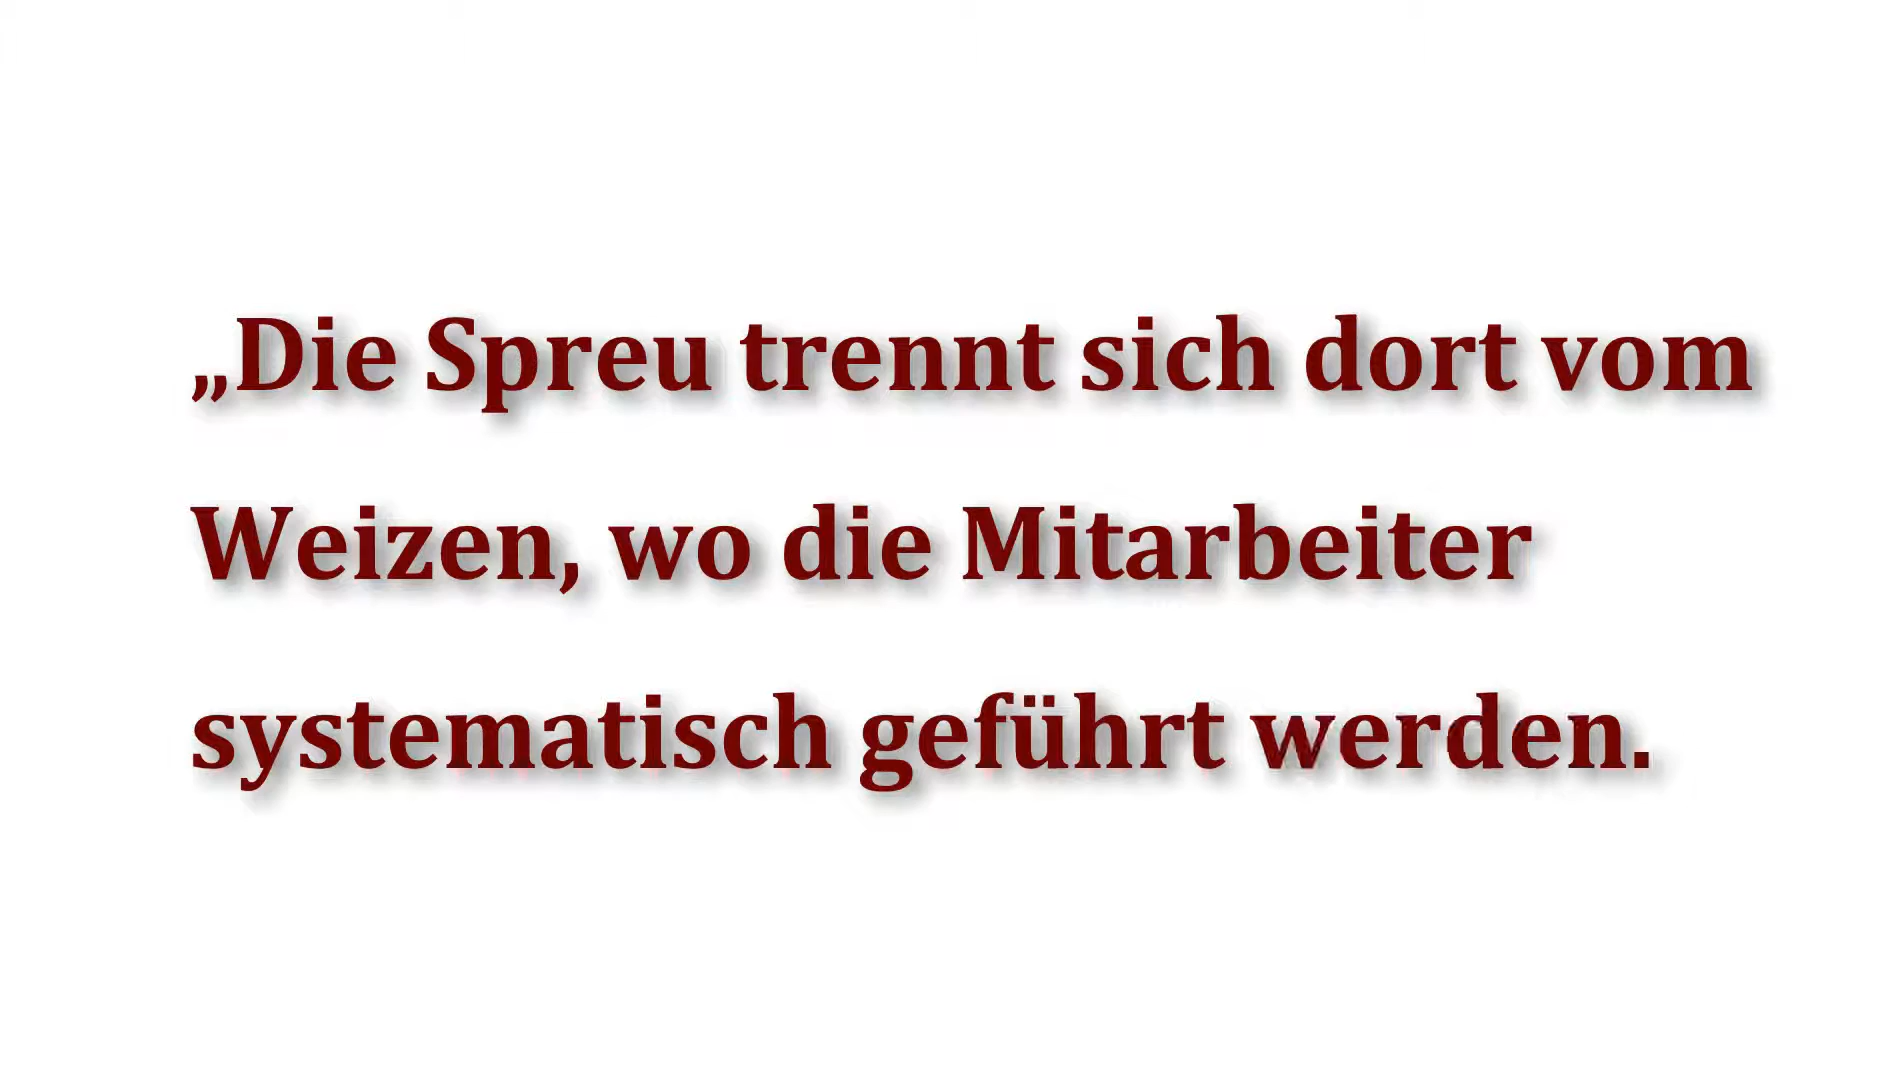 „Die Spreu trennt sich dort vom
Weizen, wo die Mitarbeiter
systematisch geführt werden.